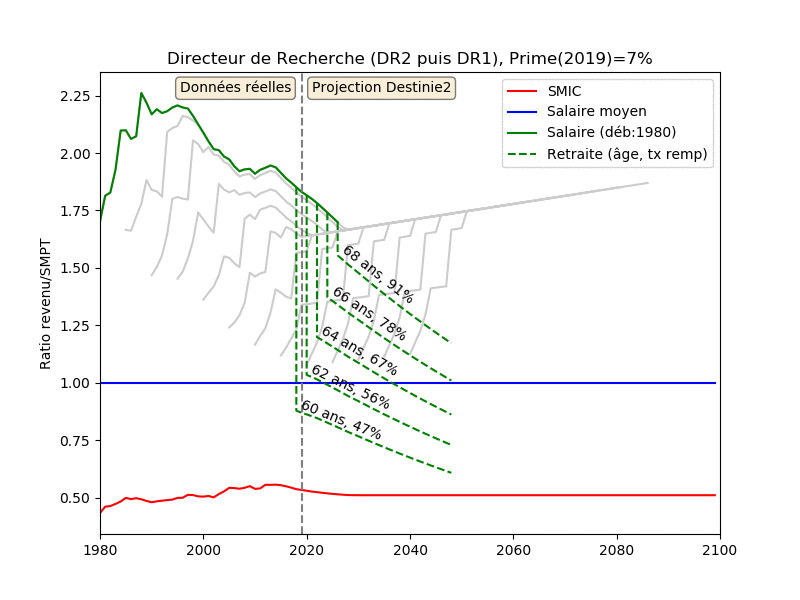 Directeur de Recherche (DR2 puis DR1), Prime(2019)=7%
Données réelles
Projection Destinie2
SMIC
Salaire moyen
Salaire (déb:1980)
Retraite (âge, tx remp)
Ratio revenu/SMPT
2.25
2.00
1.75
1.50
1.25
1.00
0.75
0.50
68 ans, 91%
66 ans, 78%
64 ans, 67%
62 ans, 56%
60 ans, 47%
1980
2000
2020
2040
2060
2080
2100